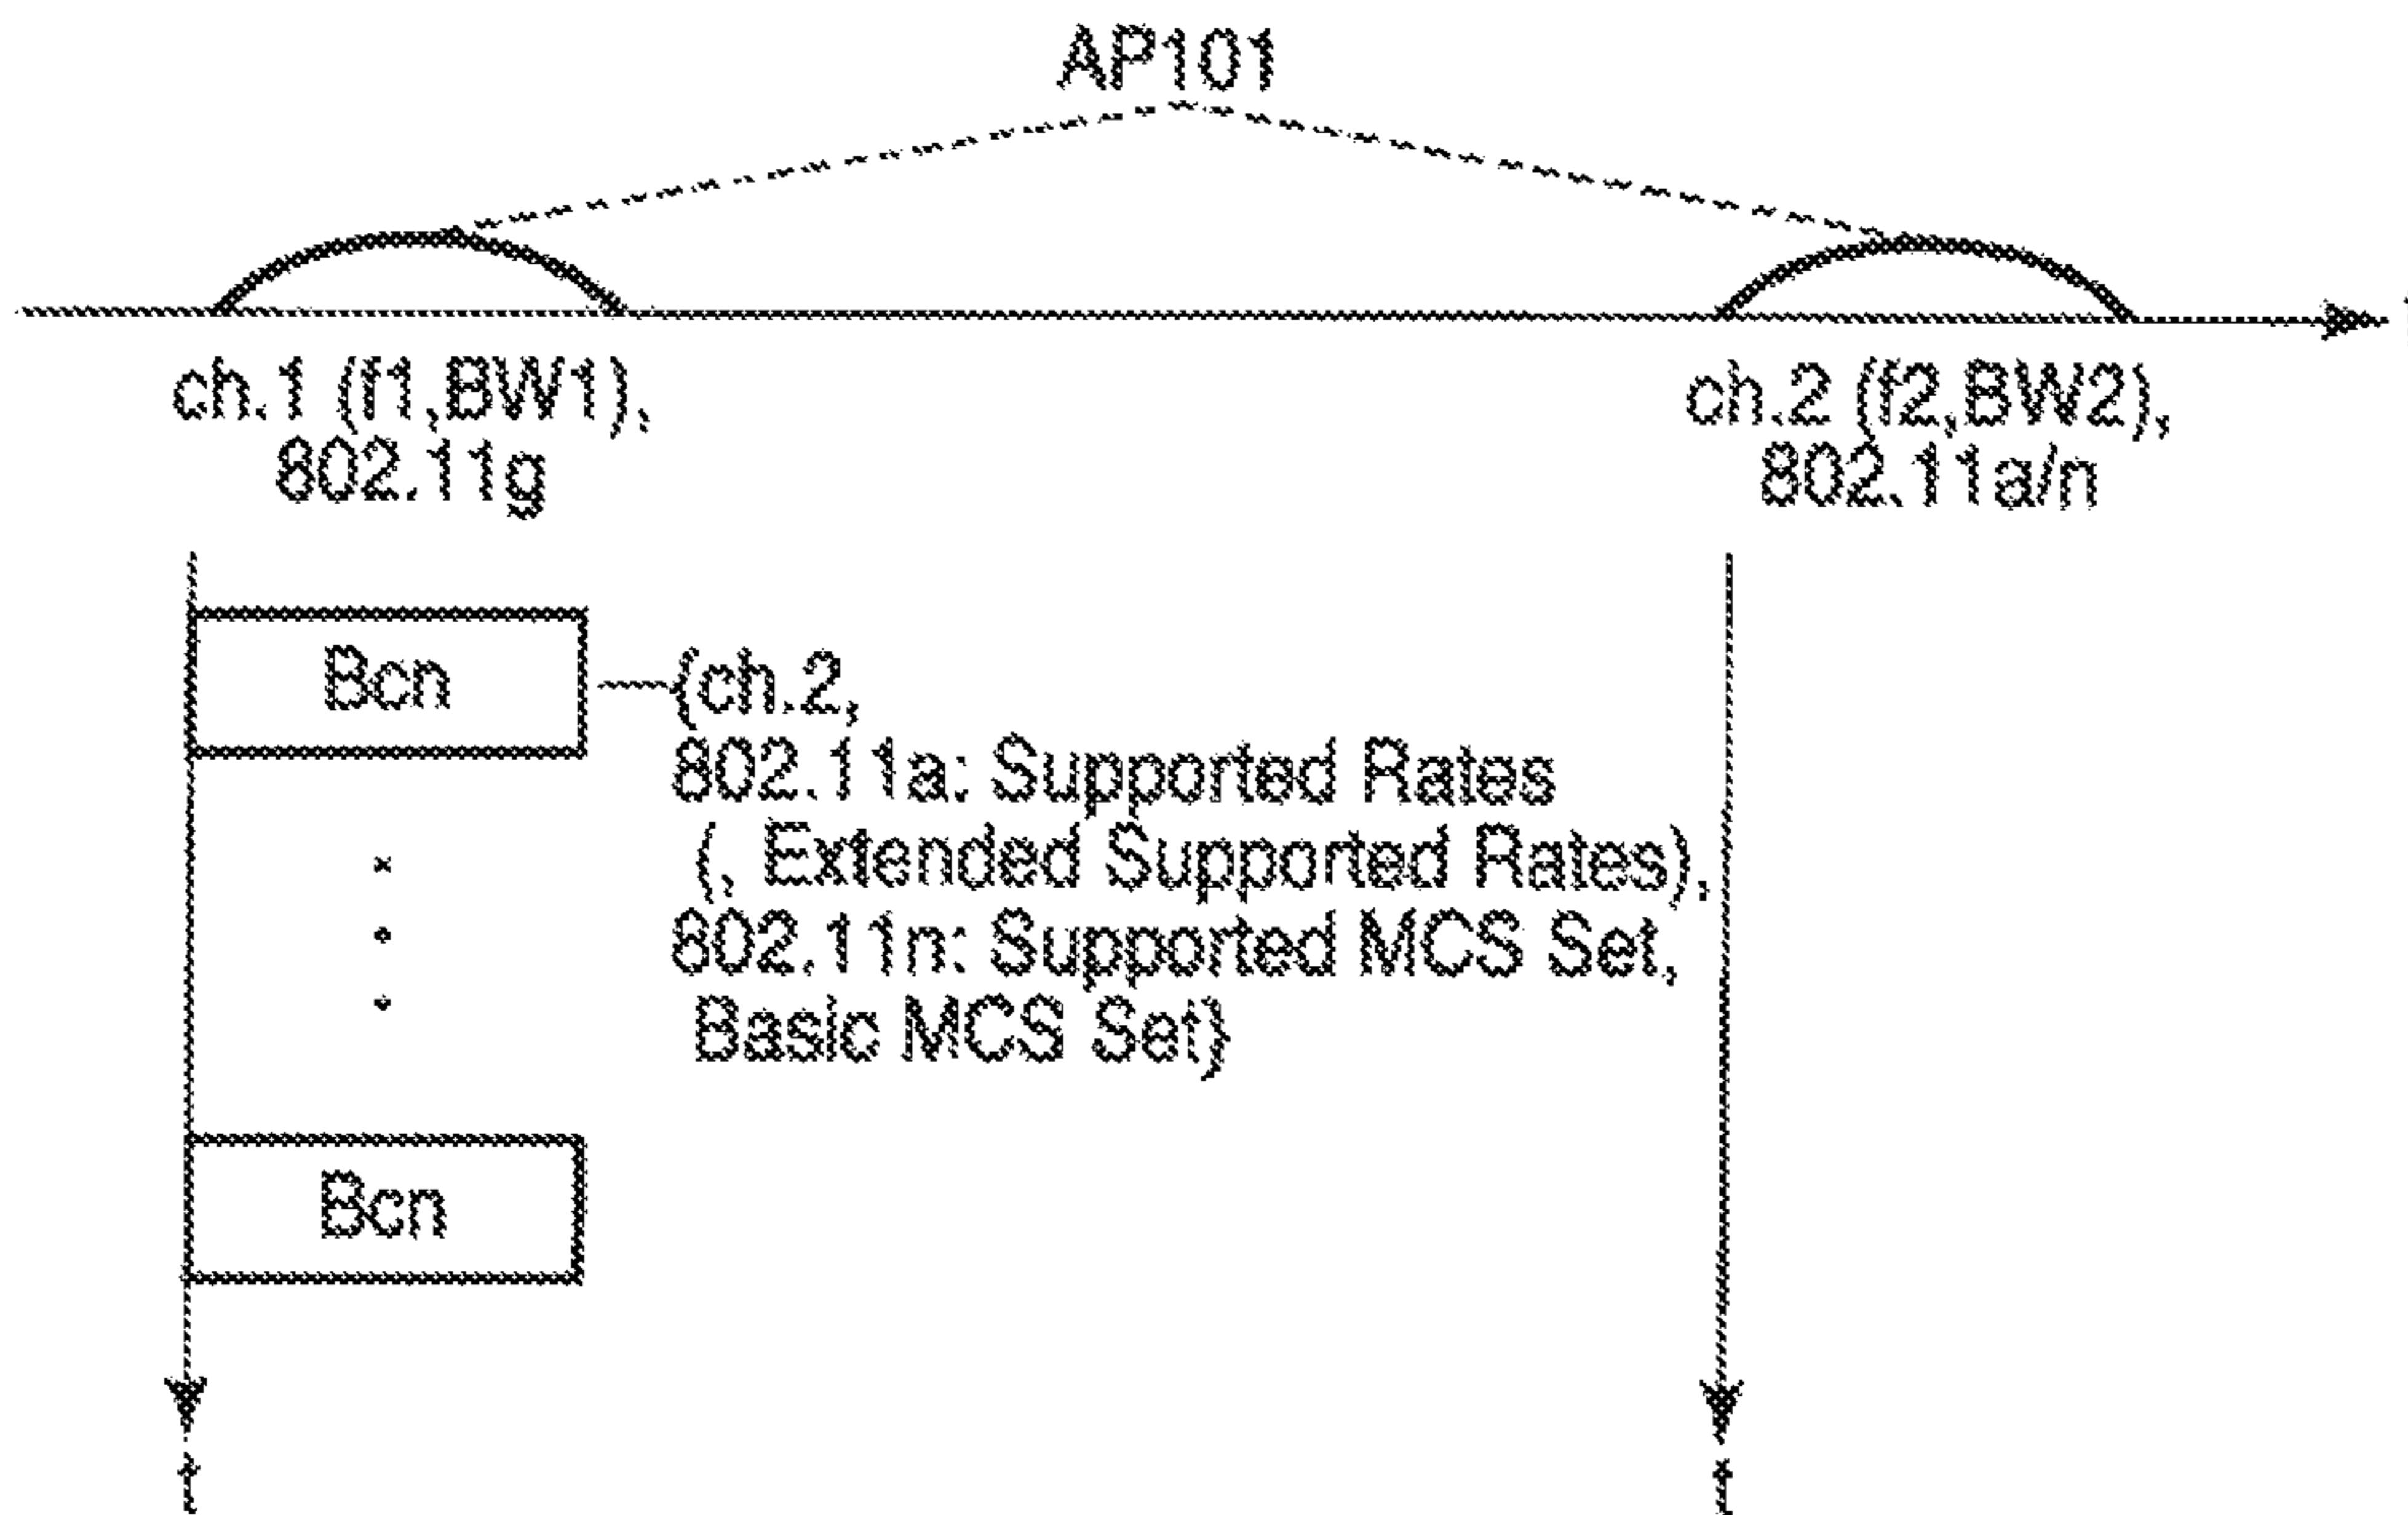 AP101
ch.1 (f1,BW1),
802.11g
ch.2 (f2,BW2),
802.11a/n
Bcn
{ch.2,
802.11a: Supported Rates
(, Extended Supported Rates),
802.11n: Supported MCS Set,
Basic MCS Set}
Bcn
t
t